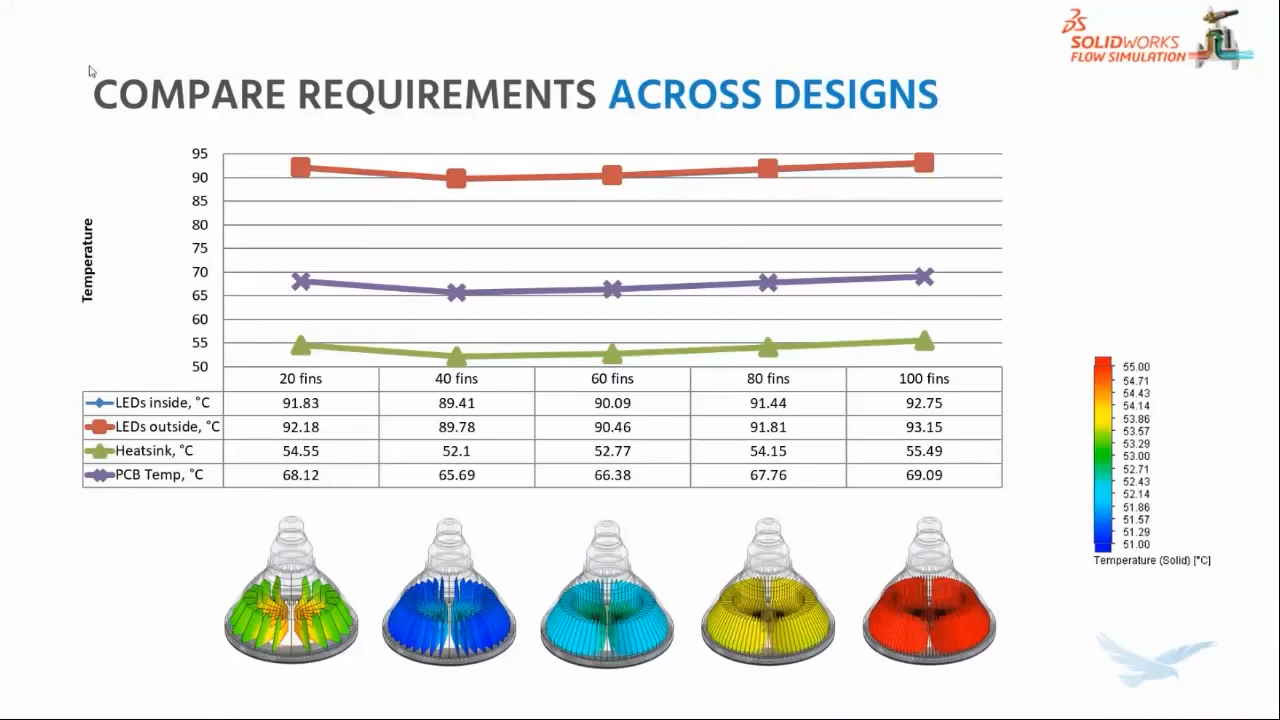 SOLIDWORKS
FLOW SIMULATION
COMPARE REQUIREMENTS ACROSS DESIGNS
Temperature
95
90
85
80
75
70
65
60
55
50
20 fins 40 fins 60 fins 80 fins 100 fins
LEDs inside, °C 91.83 89.41 90.09 91.44 92.75
LEDs outside, °C 92.18 89.78 90.46 91.81 93.15
Heatsink, °C 54.55 52.1 52.77 54.15 55.49
PCB Temp, °C 68.12 65.69 66.38 67.76 69.09
55.00
54.71
54.43
54.14
53.86
53.57
53.29
53.00
52.71
52.43
52.14
51.86
51.57
51.29
51.00
Temperature (Solid) [°C]